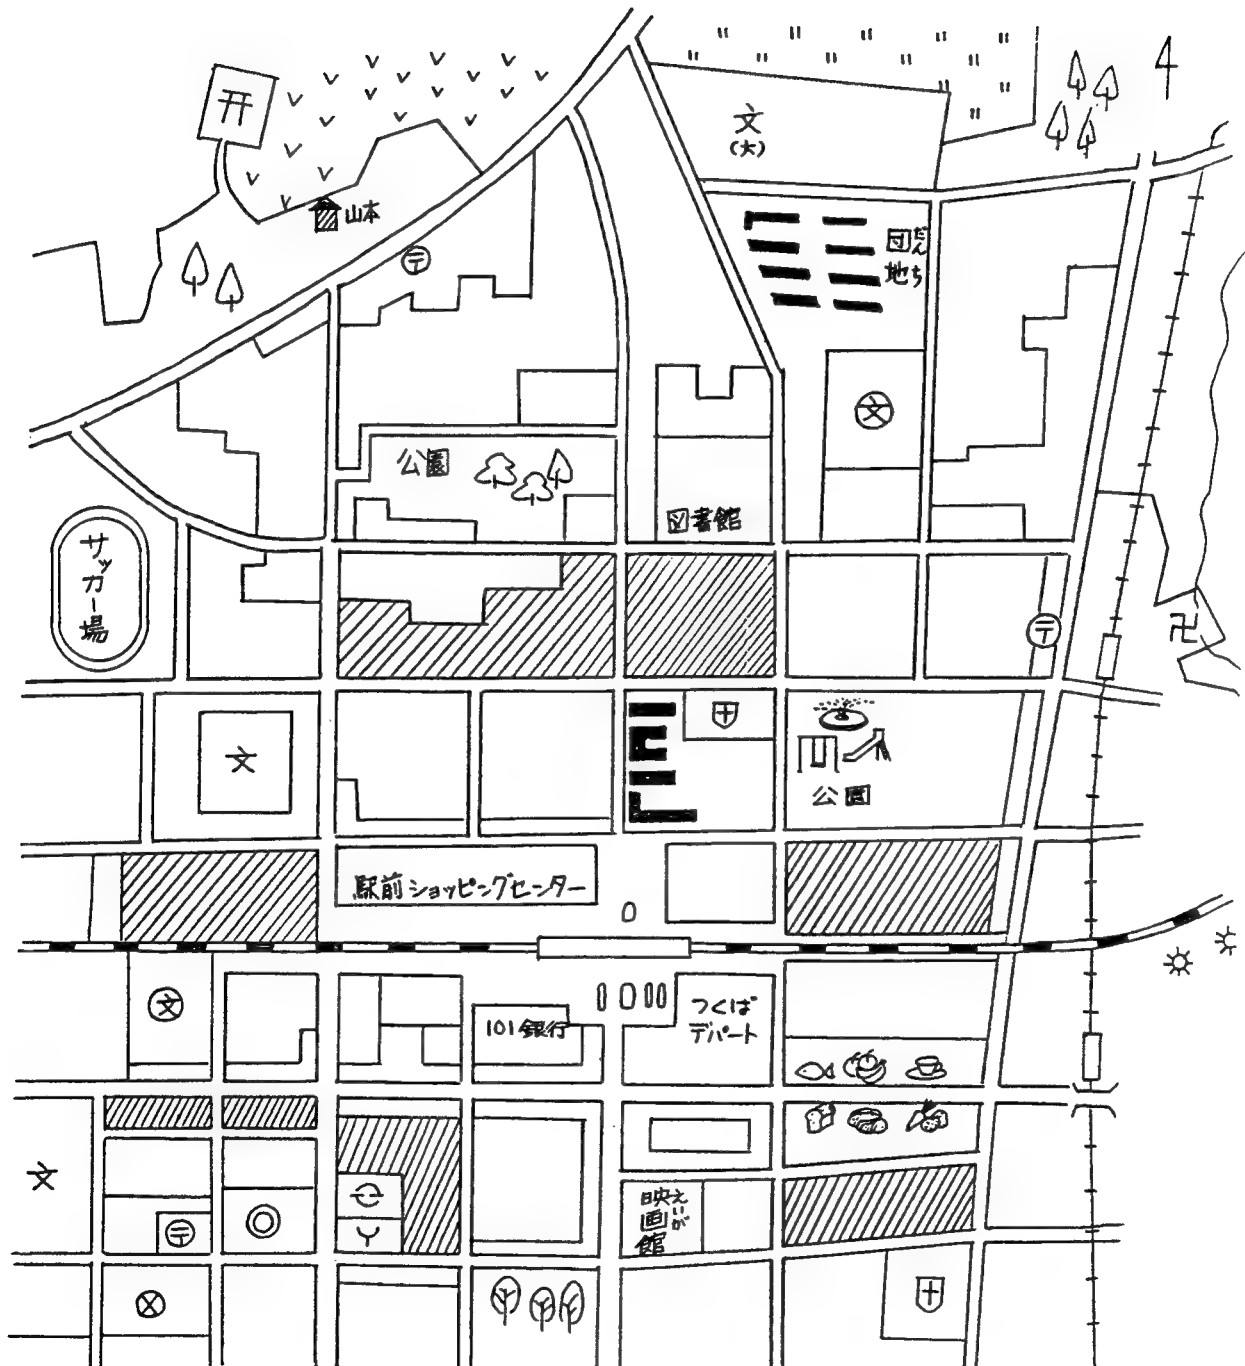 文
(大)
山本
〒
団地
だんち
公園
文
図書館
サッカー場
〒
卍
文
公園
駅前ショッピングセンター
文
101銀行
つくば
デパート
文
〒
映画館
えいが